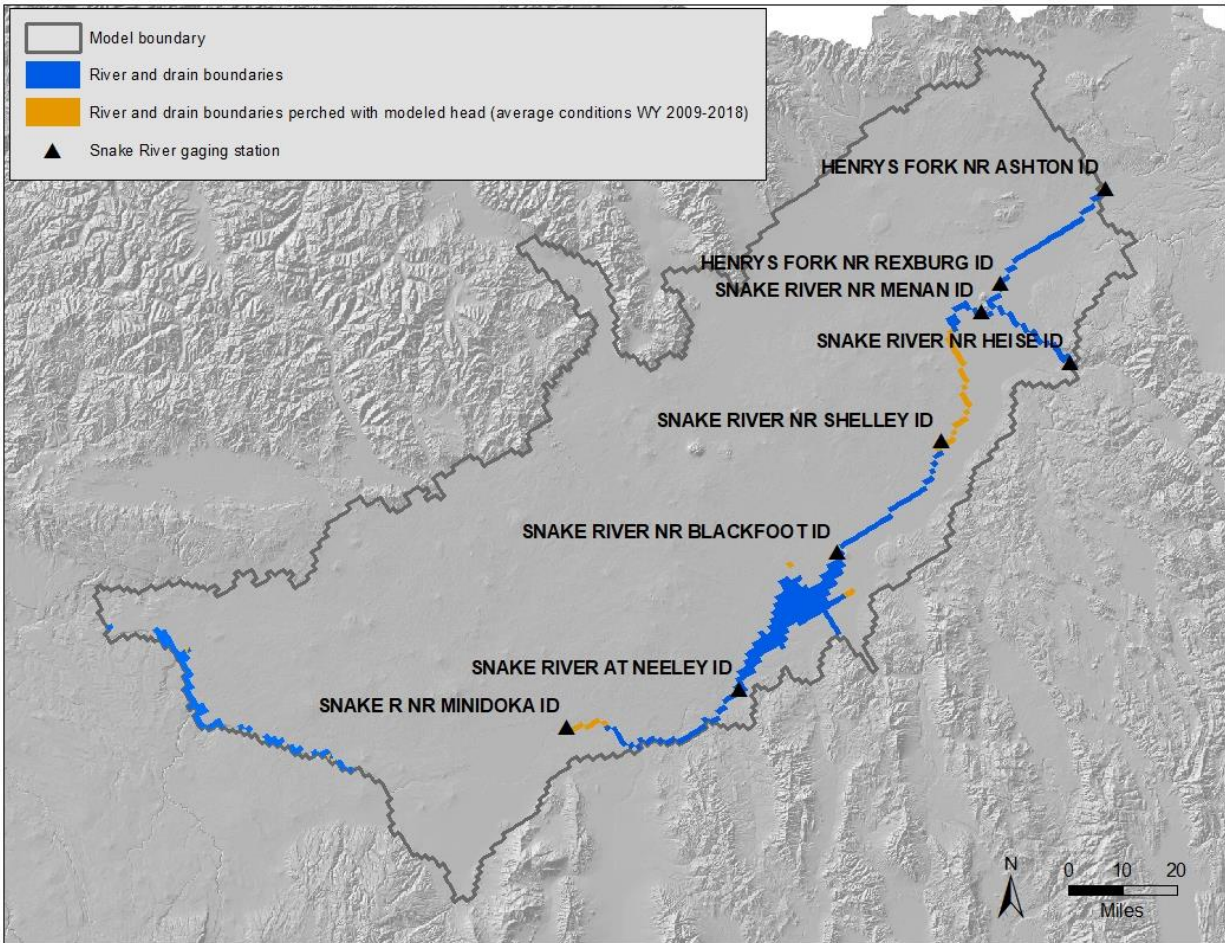 Model boundary
River and drain boundaries
River and drain boundaries perched with modeled head (average conditions WY 2009-2018)
Snake River gaging station
HENRYS FORK NR ASHTON ID
HENRYS FORK NR REXBURG ID
SNAKE RIVER NR MENAN ID
SNAKE RIVER NR HEISE ID
SNAKE RIVER NR SHELLEY ID
SNAKE RIVER NR BLACKFOOT ID
SNAKE RIVER AT NEELEY ID
SNAKE R NR MINIDOKA ID
N
0 10 20
Miles